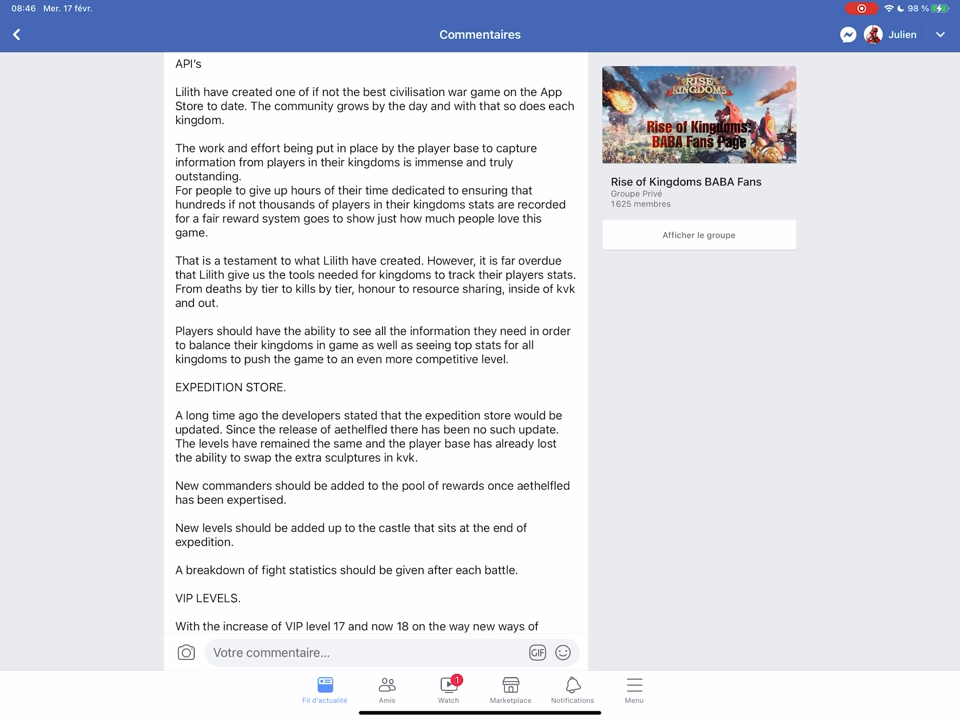 08:46 Mer. 17 févr.
98 %
Commentaires
Julien
API's
Lilith have created one of if not the best civilisation war game on the App
Store to date. The community grows by the day and with that so does each
kingdom.
The work and effort being put in place by the player base to capture
information from players in their kingdoms is immense and truly
outstanding.
For people to give up hours of their time dedicated to ensuring that
hundreds if not thousands of players in their kingdoms stats are recorded
for a fair reward system goes to show just how much people love this
game.
That is a testament to what Lilith have created. However, it is far overdue
that Lilith give us the tools needed for kingdoms to track their players stats.
From deaths by tier to kills by tier, honour to resource sharing, inside of kvk
and out.
Players should have the ability to see all the information they need in order
to balance their kingdoms in game as well as seeing top stats for all
kingdoms to push the game to an even more competitive level.
EXPEDITION STORE.
A long time ago the developers stated that the expedition store would be
updated. Since the release of aethelfled there has been no such update.
The levels have remained the same and the player base has already lost
the ability to swap the extra sculptures in kvk.
New commanders should be added to the pool of rewards once aethelfled
has been expertised.
New levels should be added up to the castle that sits at the end of
expedition.
A breakdown of fight statistics should be given after each battle.
VIP LEVELS.
With the increase of VIP level 17 and now 18 on the way new ways of
RISE OF
KINGDOMS
Rise of Kingdoms:
BABA Fans Page
Rise of Kingdoms BABA Fans
Groupe Privé
1 625 membres
Afficher le groupe
Votre commentaire...
GIF
1
Fil d'actualité
Amis
Watch
Marketplace
Notifications
Menu